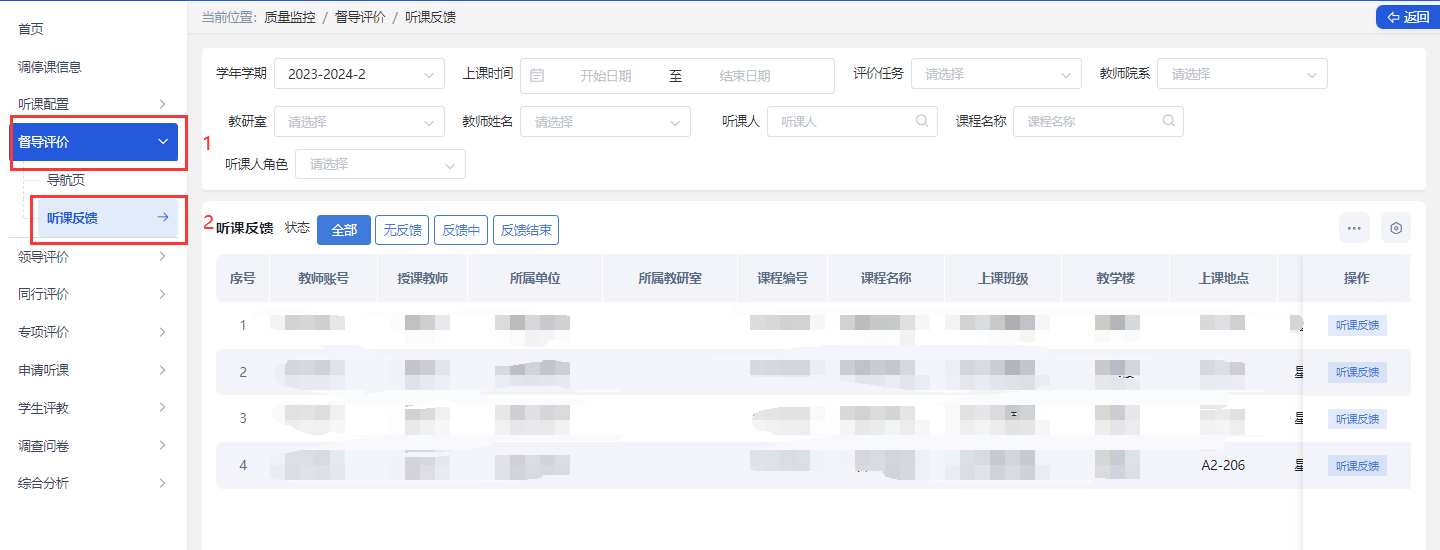 当前位置： 质量监控 / 督导评价 / 听课反馈
返回
首页
调停课信息
听课配置
督导评价
1
导航页
听课反馈
2
领导评价
同行评价
专项评价
申请听课
学生评教
调查问卷
综合分析
学年学期 2023-2024-2 上课时间 开始日期 至 结束日期 评价任务 请选择 教师院系 请选择
教研室 请选择 教师姓名 请选择 听课人 听课人 课程名称 课程名称
听课人角色 请选择
听课反馈 状态 全部 无反馈 反馈中 反馈结束
序号 教师账号 授课教师 所属单位 所属教研室 课程编号 课程名称 上课班级 教学楼 上课地点 操作
1 听课反馈
2 星 听课反馈
3 星 听课反馈
4 A2-206 星 听课反馈